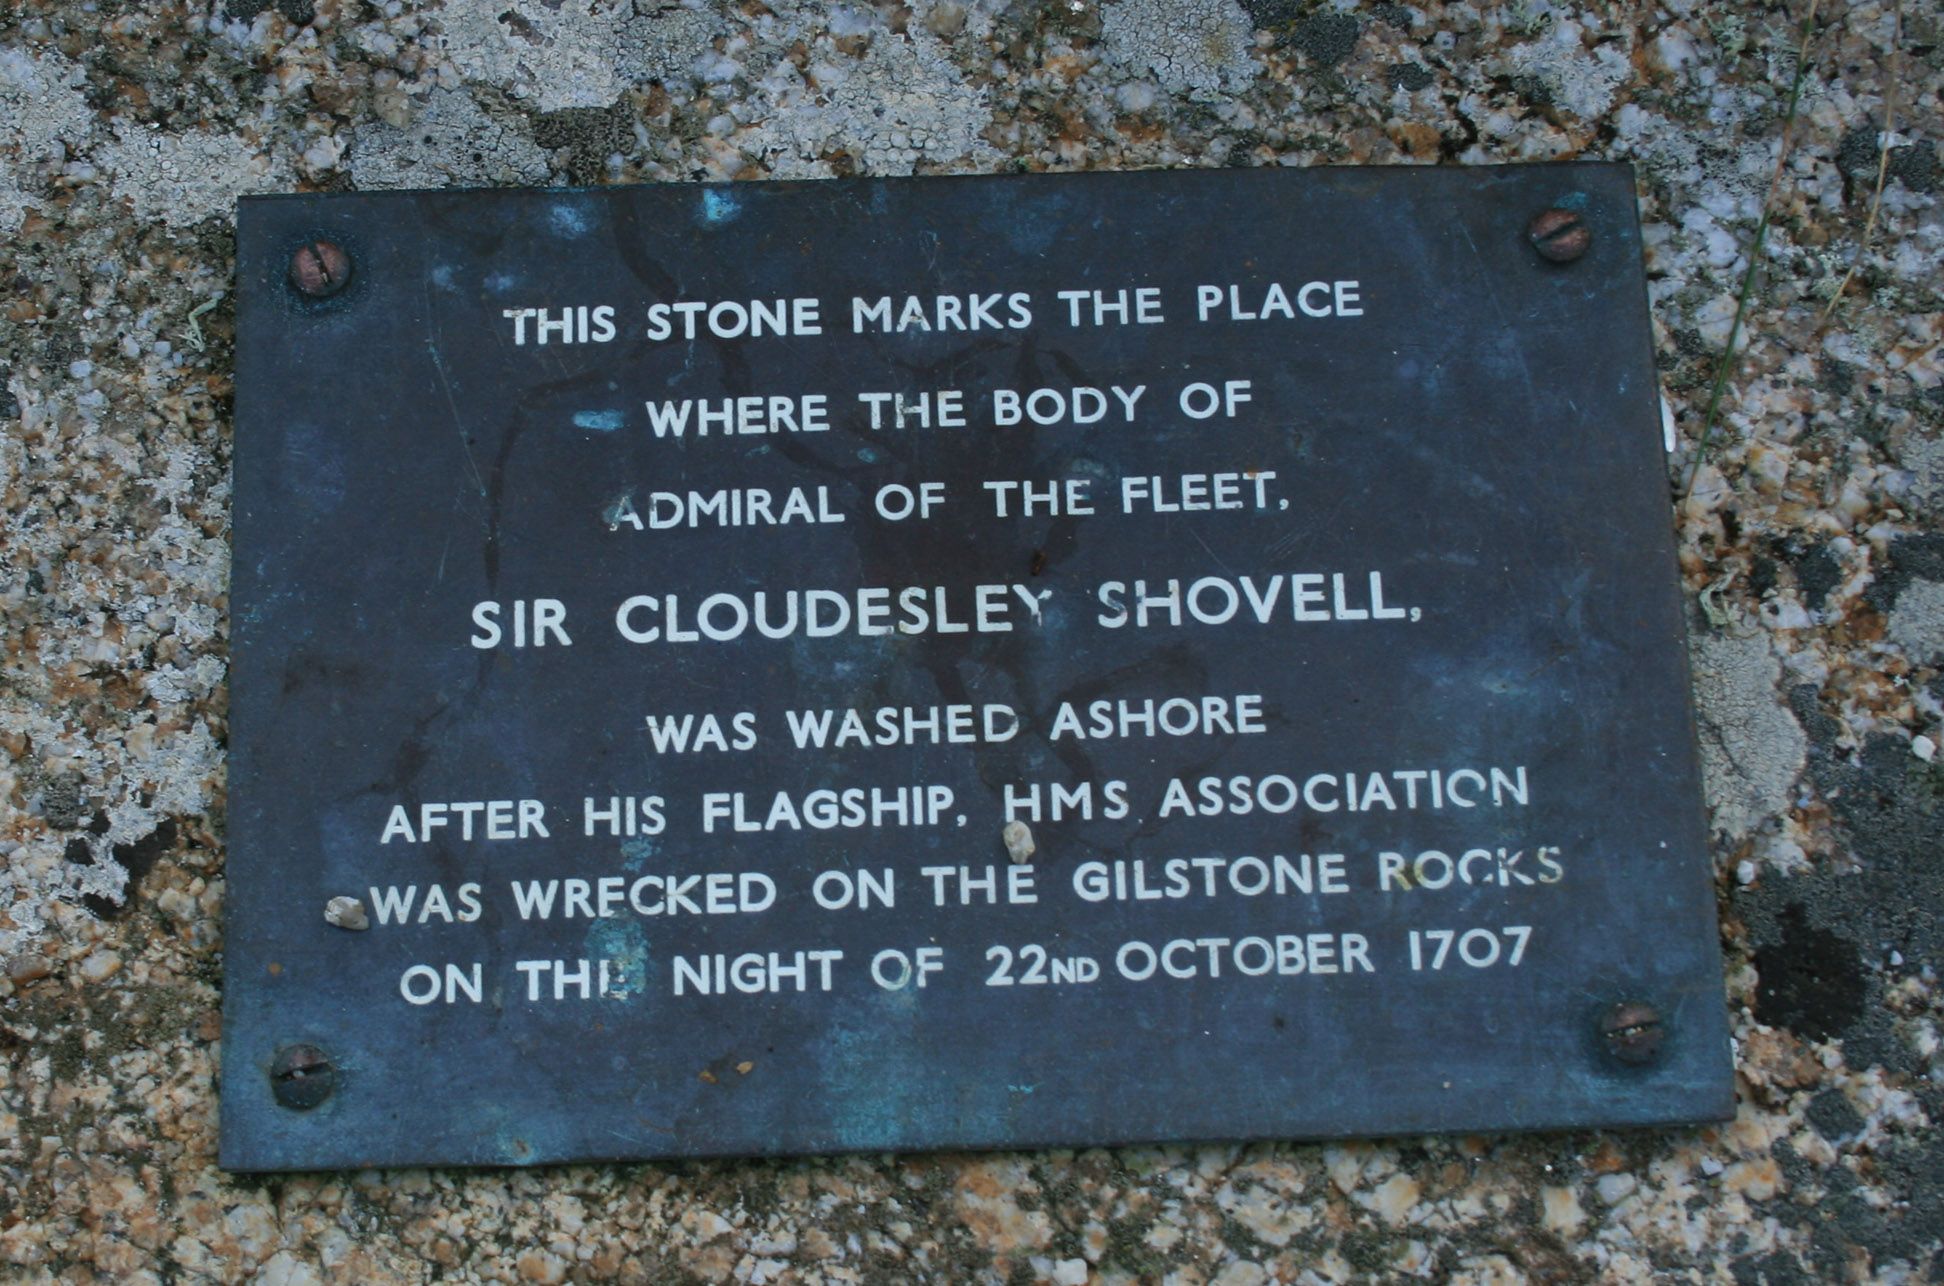 THIS STONE MARKS THE PLACE
WHERE THE BODY OF
ADMIRAL OF THE FLEET,
SIR CLOUDESLEY SHOVELL,
WAS WASHED ASHORE
AFTER HIS FLAGSHIP, HMS ASSOCIATION
WAS WRECKED ON THE GILSTONE ROCKS
ON THE NIGHT OF 22ND OCTOBER 1707